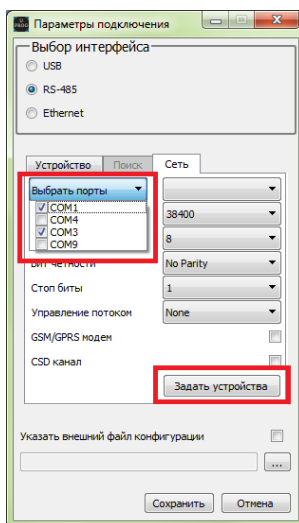 U PROG Параметры подключения
Выбор интерфейса
USB
RS-485
Ethernet
Устройство Поиск Сеть
Выбрать порты
COM1
38400
COM4
COM3
8
COM9
No Parity
Стоп биты 1
Управление потоком None
GSM/GPRS модем
CSD канал
Задать устройства
Указать внешний файл конфигурации
...
Сохранить Отмена